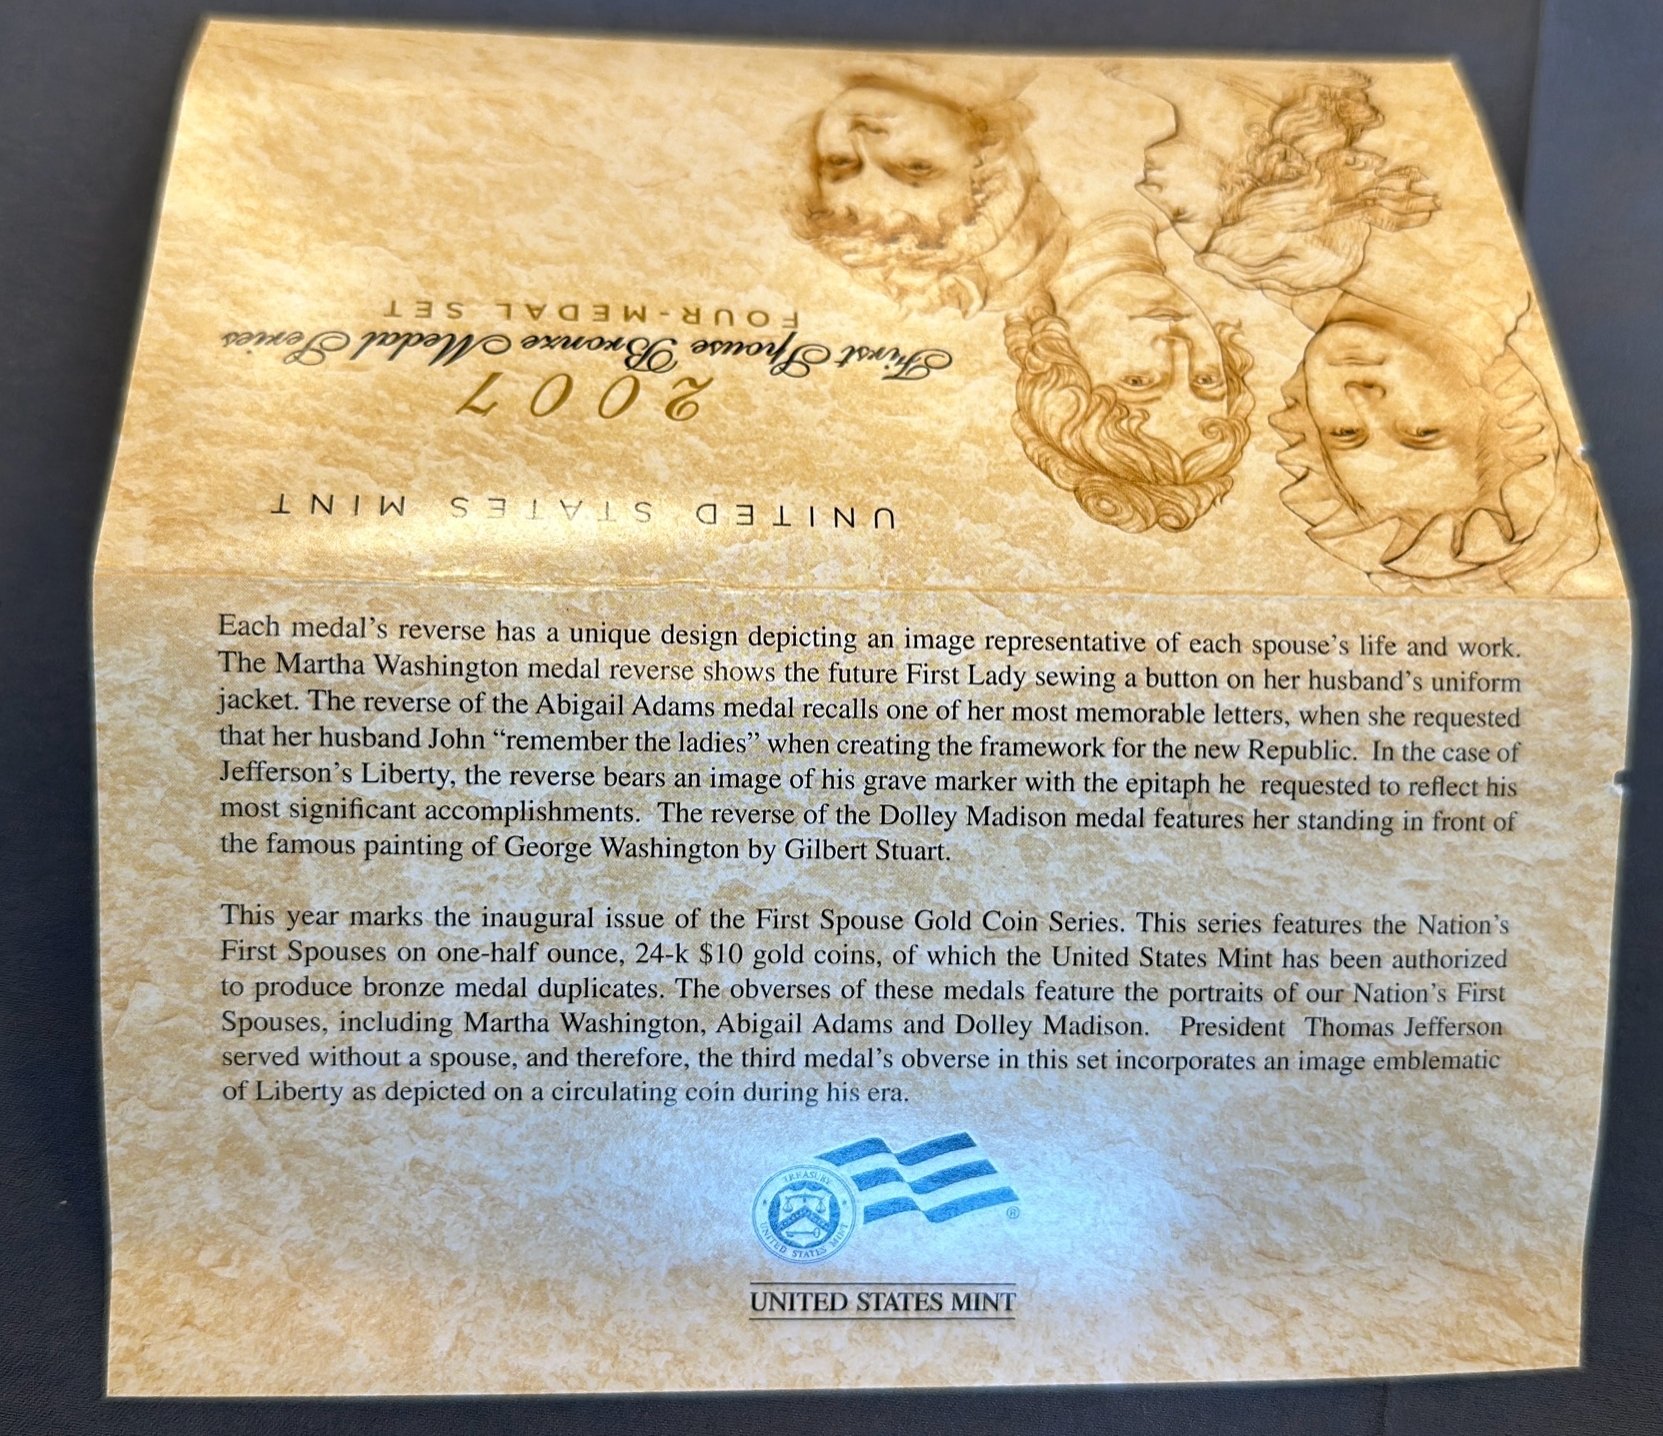 UNITED STATES MINT
2007
First Spouse Bronze Medal Series
FOUR-MEDAL SET
Each medal's reverse has a unique design depicting an image representative of each spouse's life and work.
The Martha Washington medal reverse shows the future First Lady sewing a button on her husband's uniform
jacket. The reverse of the Abigail Adams medal recalls one of her most memorable letters, when she requested
that her husband John “remember the ladies” when creating the framework for the new Republic. In the case of
Jefferson's Liberty, the reverse bears an image of his grave marker with the epitaph he requested to reflect his
most significant accomplishments. The reverse of the Dolley Madison medal features her standing in front of
the famous painting of George Washington by Gilbert Stuart.
This year marks the inaugural issue of the First Spouse Gold Coin Series. This series features the Nation's
First Spouses on one-half ounce, 24-k $10 gold coins, of which the United States Mint has been authorized
to produce bronze medal duplicates. The obverses of these medals feature the portraits of our Nation's First
Spouses, including Martha Washington, Abigail Adams and Dolley Madison. President Thomas Jefferson
served without a spouse, and therefore, the third medal's obverse in this set incorporates an image emblematic
of Liberty as depicted on a circulating coin during his era.
TREASURY
UNITED STATES MINT
®
UNITED STATES MINT